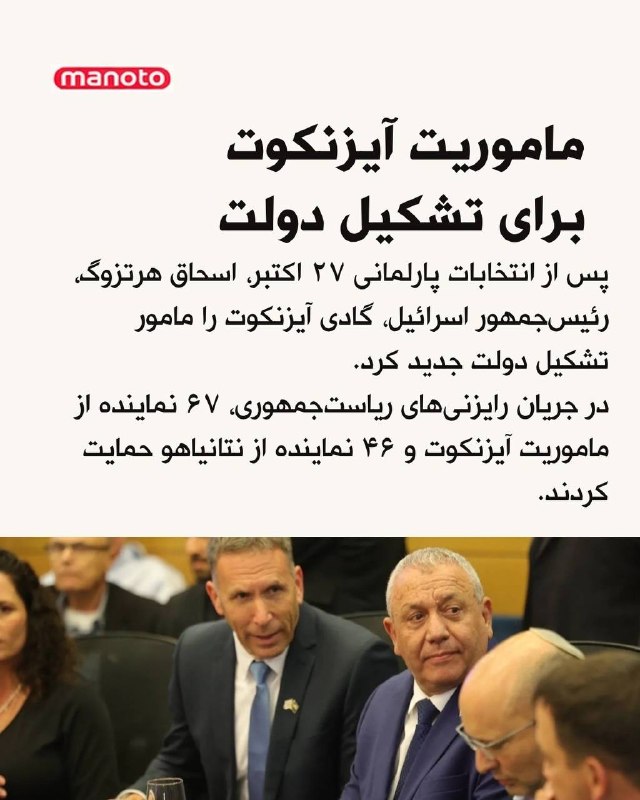 manoto
ماموریت آیزنکوت
برای تشکیل دولت
پس از انتخابات پارلمانی ۲۷ اکتبر، اسحاق هرتزوگ،
رئیس‌جمهور اسرائیل، گادی آیزنکوت را مامور
تشکیل دولت جدید کرد.
در جریان رایزنی‌های ریاست‌جمهوری، ۶۷ نماینده از
ماموریت آیزنکوت و ۴۶ نماینده از نتانیاهو حمایت
کردند.